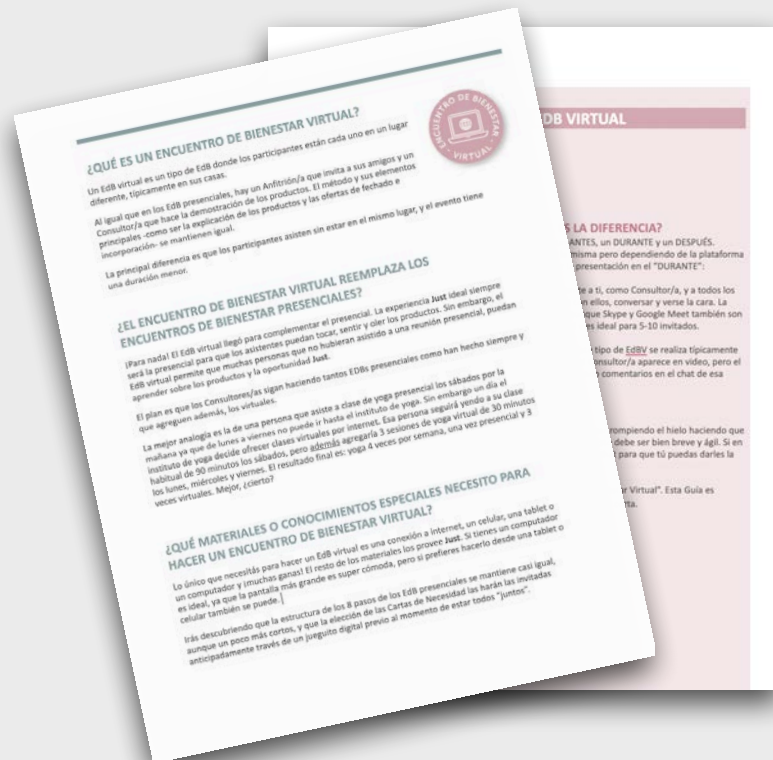 ¿QUÉ ES UN ENCUENTRO DE BIENESTAR VIRTUAL?
Un EdB virtual es un tipo de EdB donde los participantes están cada uno en un lugar
diferente, típicamente en sus casas.
Al igual que en los EdB presenciales, hay un Anfitrión/a que invita a sus amigos y un
Consultor/a que hace la demostración de los productos. El método y sus elementos
principales -como ser la explicación de los productos y las ofertas de fechado e
incorporación- se mantienen igual.
La principal diferencia es que los participantes asisten sin estar en el mismo lugar, y el evento tiene
una duración menor.
ENCUENTRO DE BIENESTAR
· VIRTUAL ·
¿EL ENCUENTRO DE BIENESTAR VIRTUAL REEMPLAZA LOS
ENCUENTROS DE BIENESTAR PRESENCIALES?
¡Para nada! El EdB virtual llegó para complementar el presencial. La experiencia Just ideal siempre
será la presencial para que los asistentes puedan tocar, sentir y oler los productos. Sin embargo, el
EdB virtual permite que muchas personas que no hubieran asistido a una reunión presencial, puedan
aprender sobre los productos y la oportunidad Just.
El plan es que los Consultores/as sigan haciendo tantos EDBs presenciales como han hecho siempre y
que agreguen además, los virtuales.
La mejor analogía es la de una persona que asiste a clase de yoga presencial los sábados por la
mañana ya que de lunes a viernes no puede ir hasta el instituto de yoga. Sin embargo un día el
instituto de yoga decide ofrecer clases virtuales por internet. Esa persona seguirá yendo a su clase
habitual de 90 minutos los sábados, pero además agregaría 3 sesiones de yoga virtual de 30 minutos
los lunes, miércoles y viernes. El resultado final es: yoga 4 veces por semana, una vez presencial y 3
veces virtuales. Mejor, ¿cierto?
¿QUÉ MATERIALES O CONOCIMIENTOS ESPECIALES NECESITO PARA
HACER UN ENCUENTRO DE BIENESTAR VIRTUAL?
Lo único que necesitás para hacer un EdB virtual es una conexión a internet, un celular, una tablet o
un computador y ¡muchas ganas! El resto de los materiales los provee Just. Si tienes un computador
es ideal, ya que la pantalla más grande es super cómoda, pero si prefieres hacerlo desde una tablet o
celular también se puede.
Irás descubriendo que la estructura de los 8 pasos de los EdB presenciales se mantiene casi igual,
aunque un poco más cortos, y que la elección de las Cartas de Necesidad las harán las invitadas
anticipadamente través de un jueguito digital previo al momento de estar todos "juntos".
EDB VIRTUAL
LA DIFERENCIA?
ANTES, un DURANTE y un DESPUÉS.
misma pero dependiendo de la plataforma
presentación en el "DURANTE":
te a ti, como Consultor/a, y a todos los
n ellos, conversar y verse la cara. La
que Skype y Google Meet también son
es ideal para 5-10 invitados.
tipo de EdBV se realiza típicamente
onsultor/a aparece en video, pero el
comentarios en el chat de esa
rompiendo el hielo haciendo que
debe ser bien breve y ágil. Si en
para que tú puedas darles la
Virtual". Esta Guía es